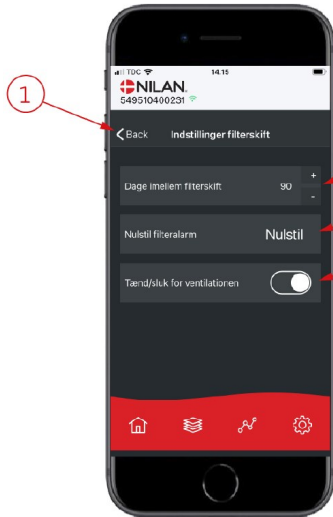 TDC 14.15
NILAN.
549510400231
1
Back Indstillinger filterskift
Dage imellem filterskift 90 + -
Nulstil filteralarm Nulstil
Tænd/sluk for ventilationen